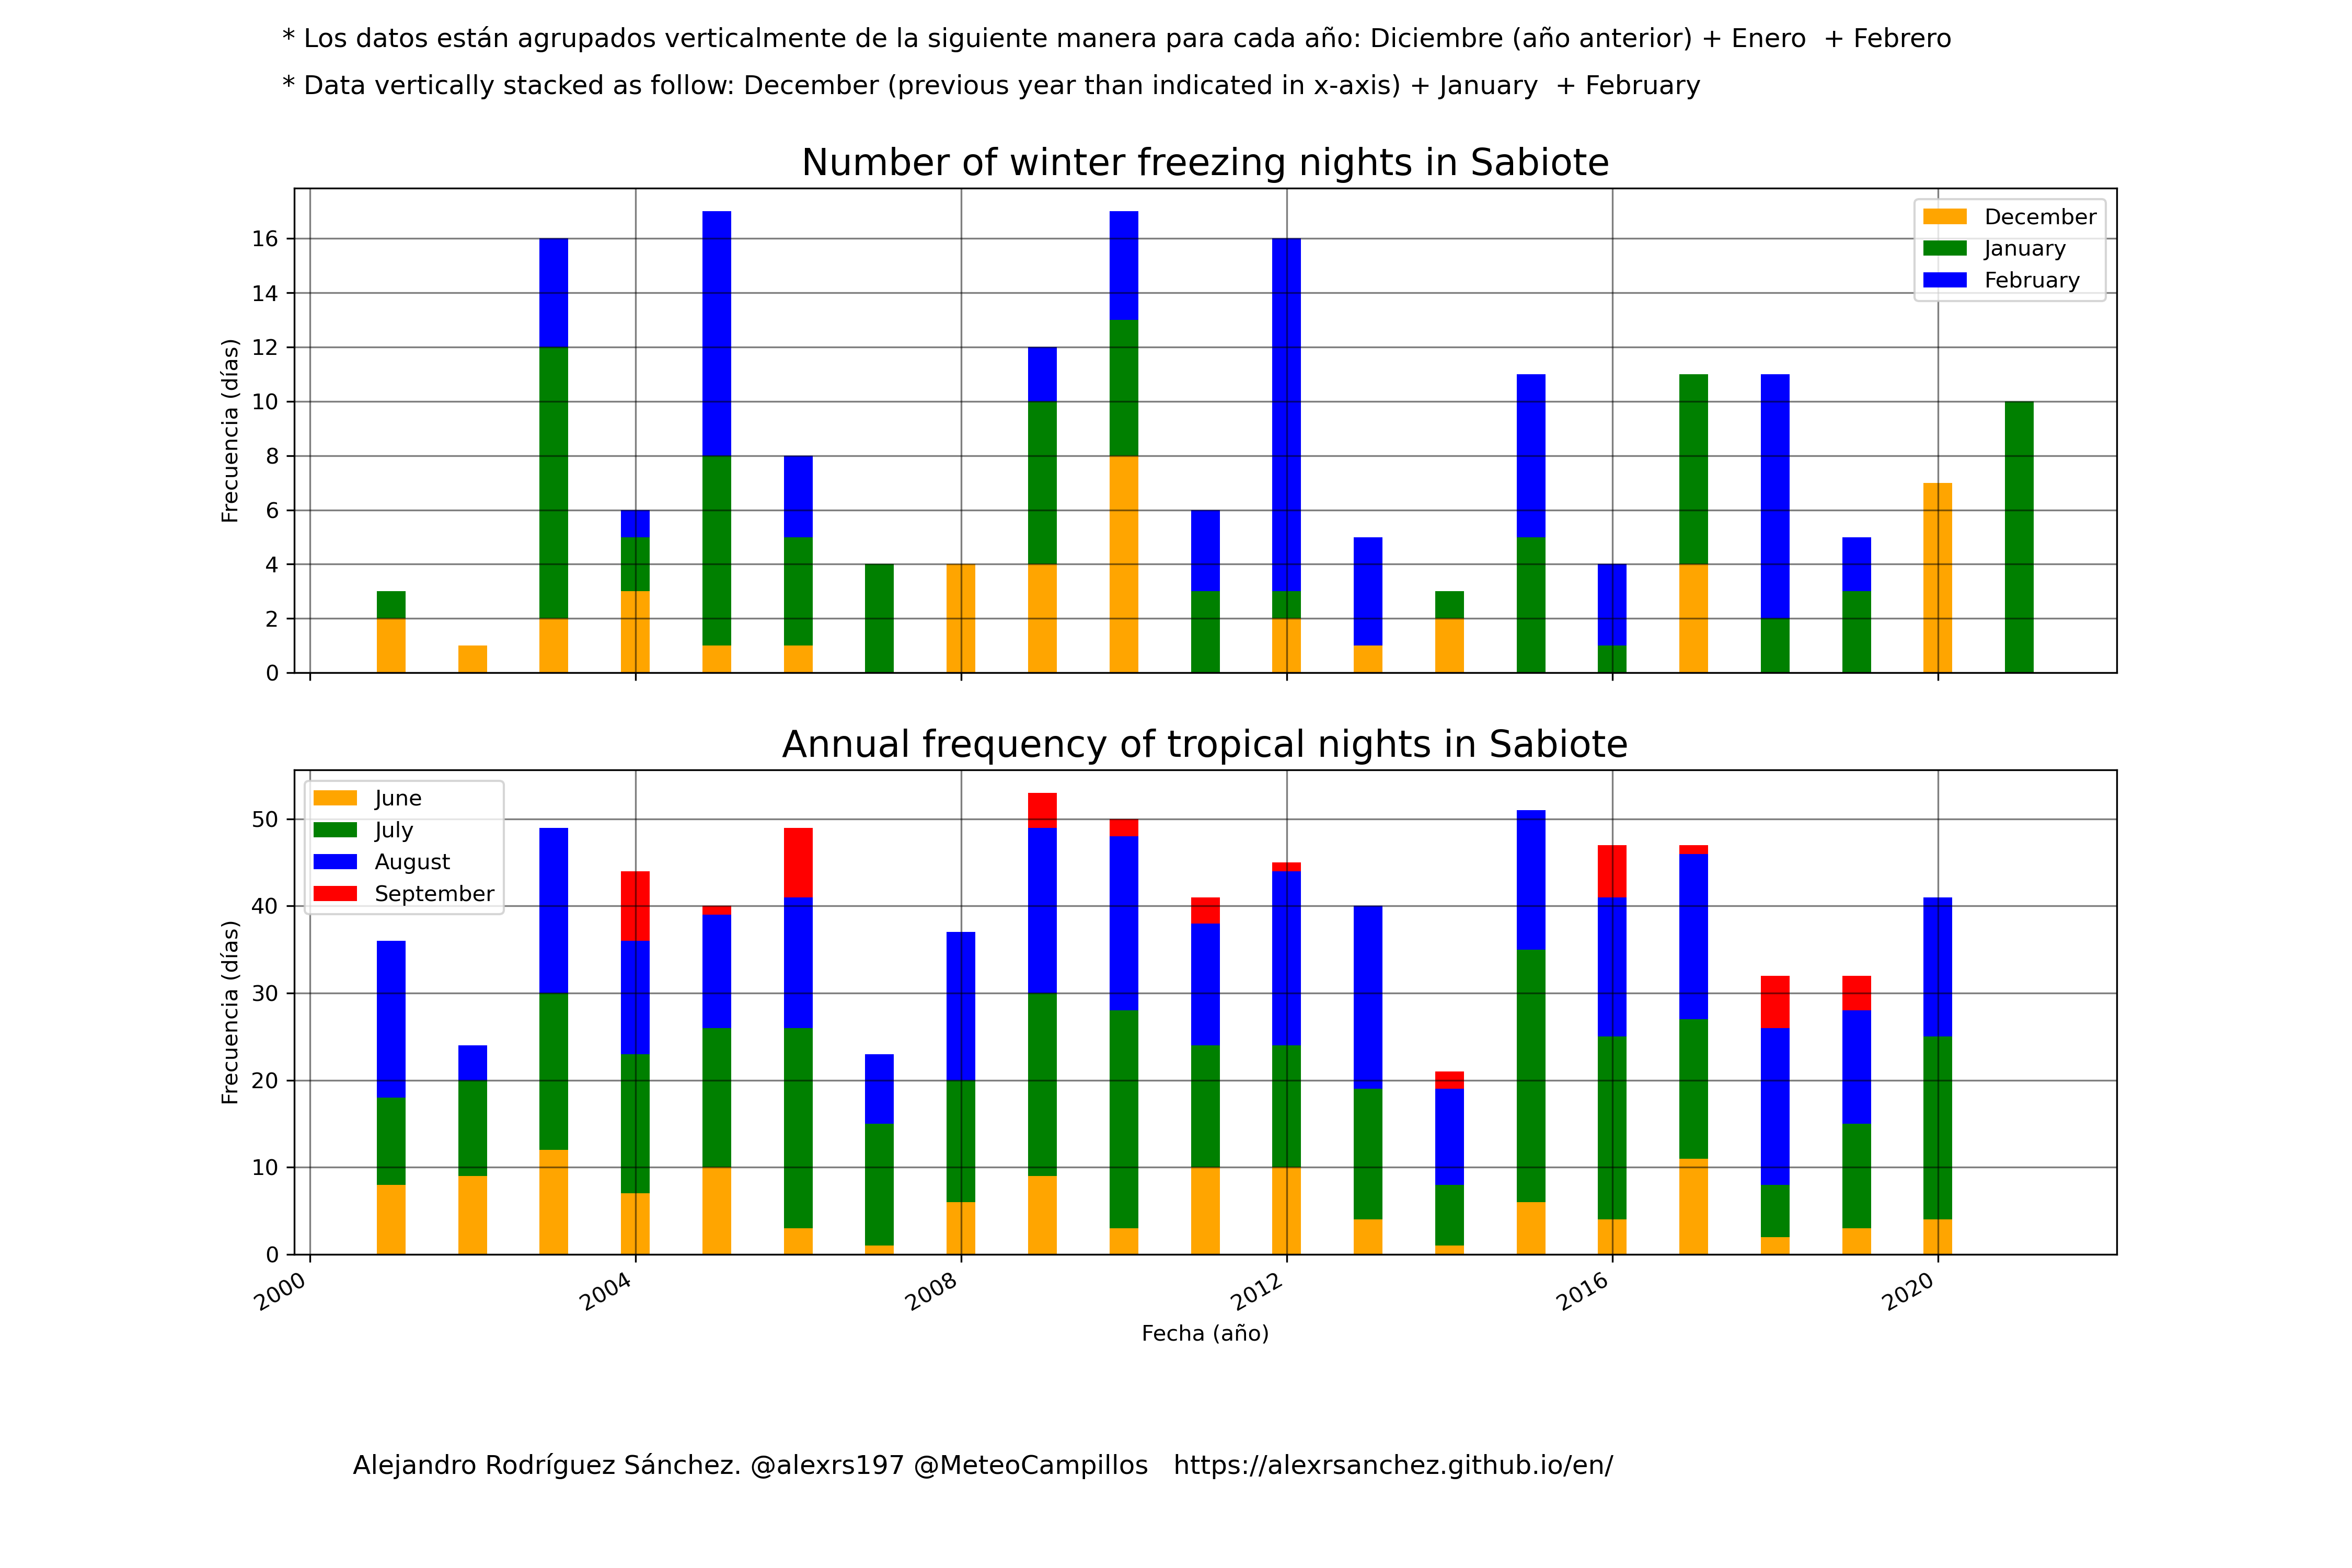 * Los datos están agrupados verticalmente de la siguiente manera para cada año: Diciembre (año anterior) + Enero  + Febrero
* Data vertically stacked as follow: December (previous year than indicated in x-axis) + January  + February
Number of winter freezing nights in Sabiote
Frecuencia (días)
16
14
12
10
8
6
4
2
0
December
January
February
Annual frequency of tropical nights in Sabiote
Frecuencia (días)
50
40
30
20
10
0
June
July
August
September
2000 2004 2008 2012 2016 2020
Fecha (año)
Alejandro Rodríguez Sánchez. @alexrs197 @MeteoCampillos   https://alexrsanchez.github.io/en/